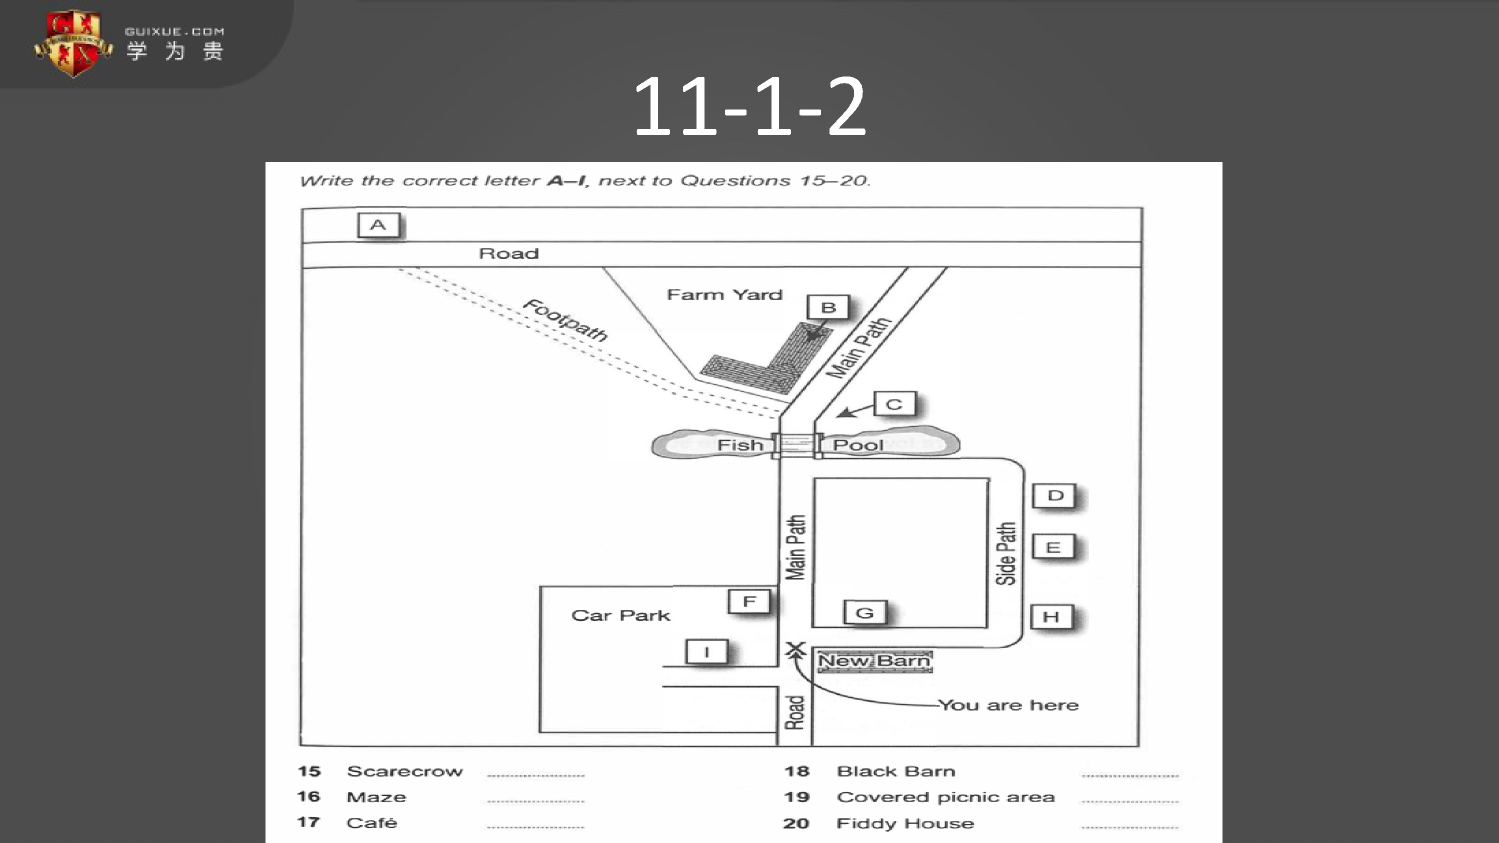 GUIXUE.COM
学为贵
11-1-2
Write the correct letter A–I, next to Questions 15–20.
A
Road
Farm Yard
B
Footpath
Main Path
C
Fish Pool
D
Main Path
Side Path
E
F
G
Car Park
H
I
X
New Barn
Road
You are here
15 Scarecrow ........................
18 Black Barn ........................
16 Maze ........................
19 Covered picnic area ........................
17 Café ........................
20 Fiddy House ........................